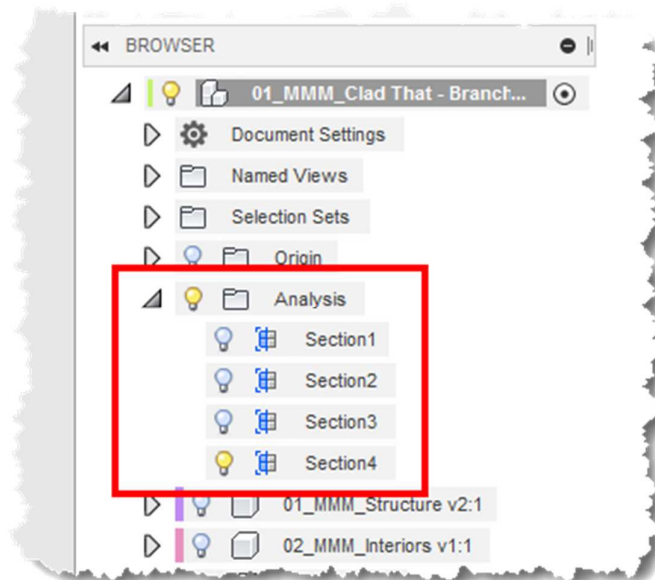 BROWSER
01_MMM_Clad That - Branch...
Document Settings
Named Views
Selection Sets
Origin
Analysis
Section1
Section2
Section3
Section4
01_MMM_Structure v2:1
02_MMM_Interiors v1:1